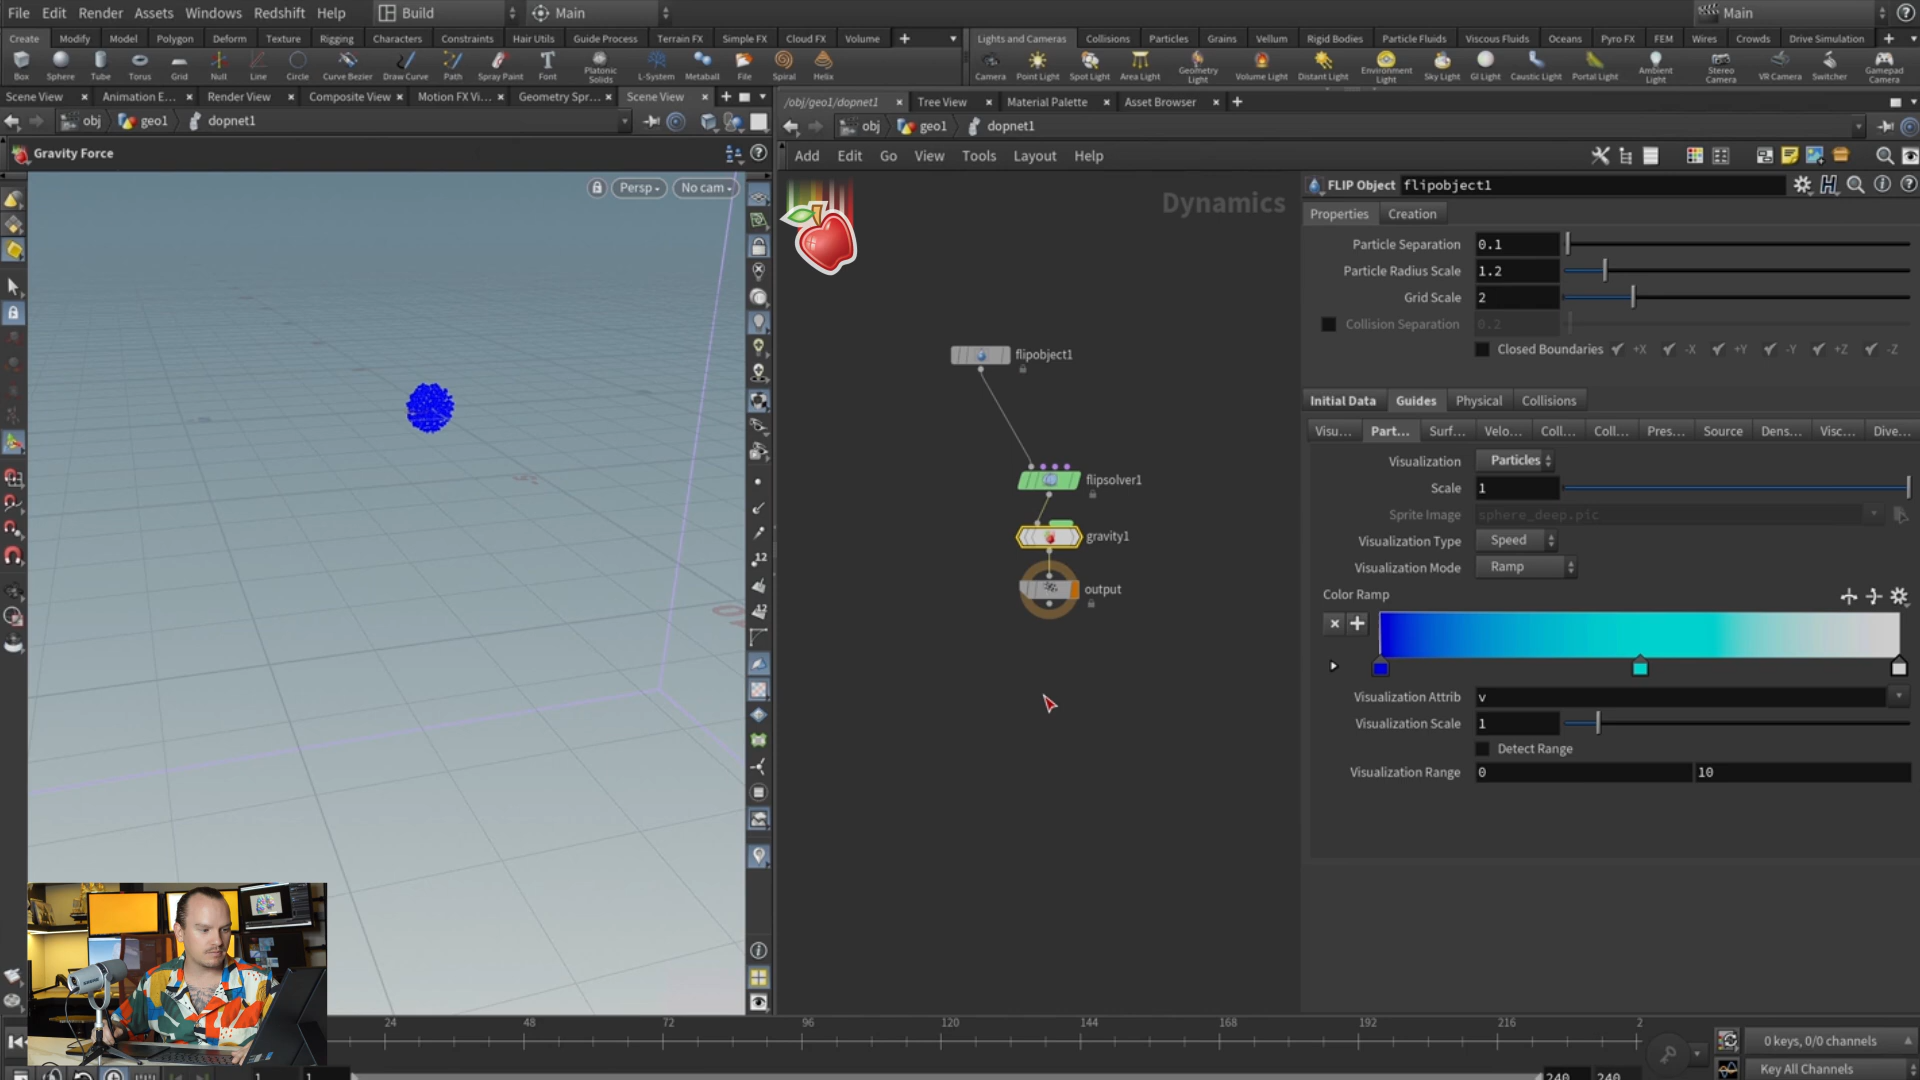 File Edit Render Assets Windows Redshift Help Build Main Main
Create Modify Model Polygon Deform Texture Rigging Characters Constraints Hair Utils Guide Process Terrain FX Simple FX Cloud FX Volume
Lights and Cameras Collisions Particles Grains Vellum Rigid Bodies Particle Fluids Viscous Fluids Oceans Pyro FX FEM Wires Crowds Drive Simulation
Box Sphere Tube Torus Grid Null Line Circle Curve Bezier Draw Curve Path Spray Paint Font Platonic Solids L-System Metaball File Spiral Helix
Camera Point Light Spot Light Area Light Geometry Light Volume Light Distant Light Environment Light Sky Light GI Light Caustic Light Portal Light Ambient Light Stereo Camera VR Camera Switcher Gamepad Camera
Scene View Animation E... Render View Composite View Motion FX Vi... Geometry Spr... Scene View
/obj/geo1/dopnet1 Tree View Material Palette Asset Browser
obj geo1 dopnet1
obj geo1 dopnet1
Gravity Force
Add Edit Go View Tools Layout Help
Persp No cam
Dynamics
flipobject1
flipsolver1
gravity1
output
FLIP Object flipobject1
Properties Creation
Particle Separation 0.1
Particle Radius Scale 1.2
Grid Scale 2
Collision Separation 0.2
Closed Boundaries +X -X +Y -Y +Z -Z
Initial Data Guides Physical Collisions
Visu... Part... Surf... Velo... Coll... Coll... Pres... Source Dens... Visc... Dive...
Visualization Particles
Scale 1
Sprite Image sphere_deep.pic
Visualization Type Speed
Visualization Mode Ramp
Color Ramp
Visualization Attrib v
Visualization Scale 1
Detect Range
Visualization Range 0 10
12
12
24 48 72 96 120 144 168 192 216 2
0 keys, 0/0 channels
1 1 240 240
Key All Channels